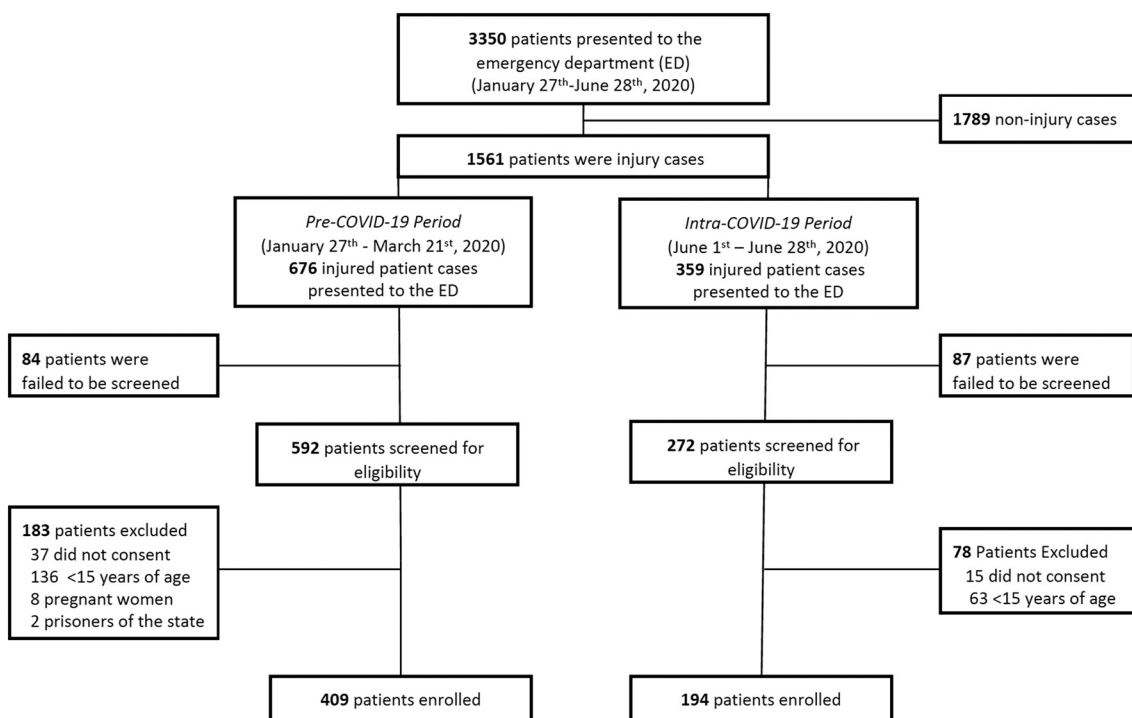 3350 patients presented to the
emergency department (ED)
(January 27th-June 28th, 2020)
1789 non-injury cases
1561 patients were injury cases
Pre-COVID-19 Period
(January 27th - March 21st, 2020)
676 injured patient cases
presented to the ED
Intra-COVID-19 Period
(June 1st – June 28th, 2020)
359 injured patient cases
presented to the ED
84 patients were
failed to be screened
87 patients were
failed to be screened
592 patients screened for
eligibility
272 patients screened for
eligibility
183 patients excluded
37 did not consent
136 <15 years of age
8 pregnant women
2 prisoners of the state
78 Patients Excluded
15 did not consent
63 <15 years of age
409 patients enrolled
194 patients enrolled